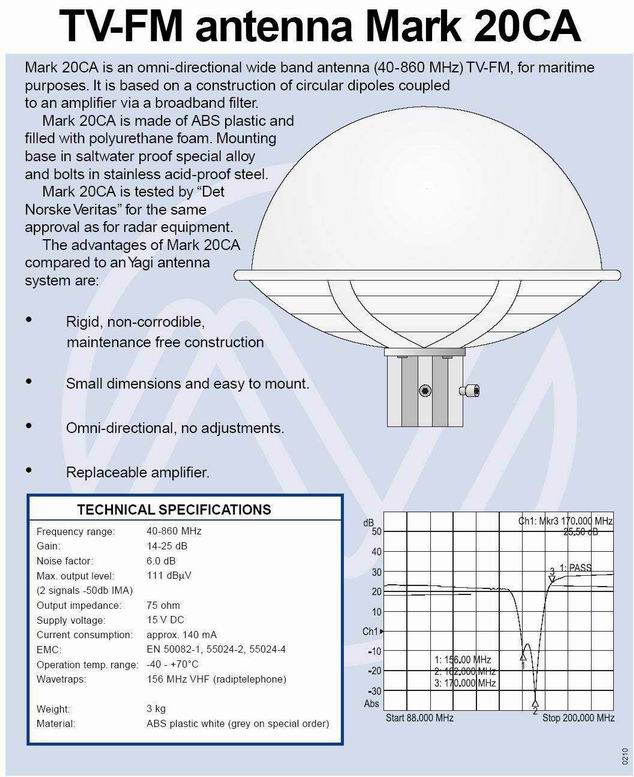 TV-FM antenna Mark 20CA
Mark 20CA is an omni-directional wide band antenna (40-860 MHz) TV-FM, for maritime
purposes. It is based on a construction of circular dipoles coupled
to an amplifier via a broadband filter.
Mark 20CA is made of ABS plastic and
filled with polyurethane foam. Mounting
base in saltwater proof special alloy
and bolts in stainless acid-proof steel.
Mark 20CA is tested by "Det
Norske Veritas" for the same
approval as for radar equipment.
The advantages of Mark 20CA
compared to an Yagi antenna
system are:
• Rigid, non-corrodible,
maintenance free construction
• Small dimensions and easy to mount.
• Omni-directional, no adjustments.
• Replaceable amplifier.
TECHNICAL SPECIFICATIONS
Frequency range: 40-860 MHz
Gain: 14-25 dB
Noise factor: 6.0 dB
Max. output level: 111 dBµV
(2 signals -50db IMA)
Output impedance: 75 ohm
Supply voltage: 15 V DC
Current consumption: approx. 140 mA
EMC: EN 50082-1, 55024-2, 55024-4
Operation temp. range: -40 - +70°C
Wavetraps: 156 MHz VHF (radiptelephone)
Weight: 3 kg
Material: ABS plastic white (grey on special order)
dB
Ch1: Mkr3 170.000 MHz
25.50 dB
50
40
30
3
1: PASS
20
10
Ch1
-10
1: 156.00 MHz
1
-20
2: 162.000 MHz
3: 170.000 MHz
-30
Abs
2
Start 88.000 MHz
Stop 200.000 MHz
0210